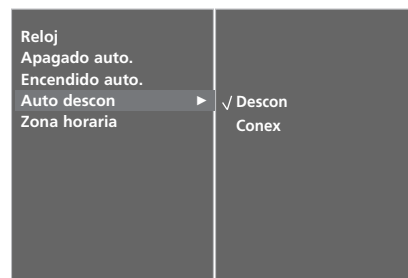 Reloj
Apagado auto.
Encendido auto.
Auto descon ►
Zona horaria
√ Descon
Conex